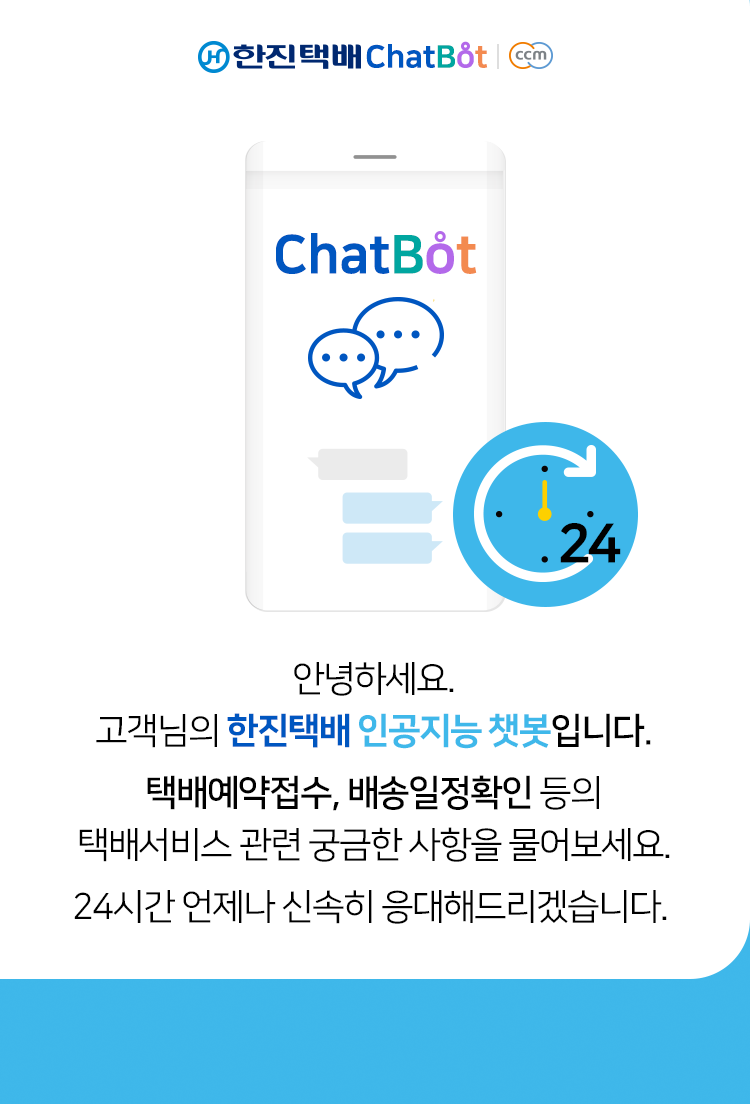 한진택배 ChatBot | ccm
ChatBot
24
안녕하세요.
고객님의 한진택배 인공지능 챗봇입니다.
택배예약접수, 배송일정확인 등의
택배서비스 관련 궁금한 사항을 물어보세요.
24시간 언제나 신속히 응대해드리겠습니다.